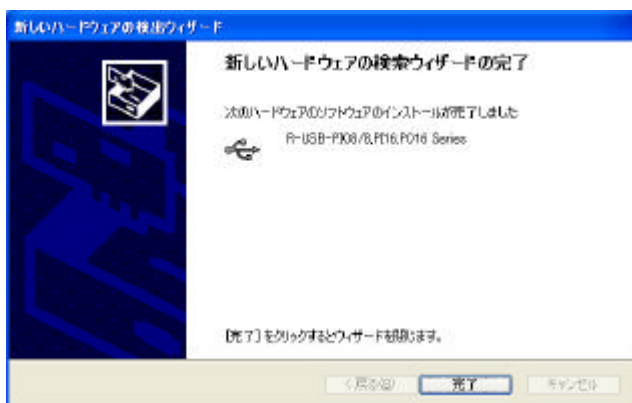 新しいハードウェアの検出ウィザード
新しいハードウェアの検索ウィザードの完了
次のハードウェアのソフトウェアのインストールが完了しました
R-USB-PI08/8,PI16,PO16 Series
[完了] をクリックするとウィザードを閉じます。
< 戻る(B)
完了
キャンセル